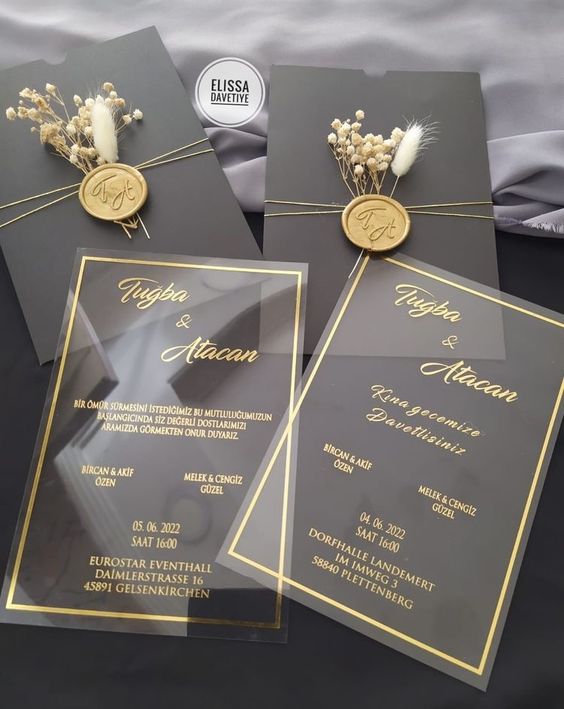 ELISSA
DAVETIYE
T A
T A
Tuğba
&
Atacan
BİR ÖMÜR SÜRMESİNİ İSTEDİĞİMİZ BU MUTLULUĞUMUZUN
BAŞLANGICINDA SİZ DEĞERLİ DOSTLARIMIZI
ARAMIZDA GÖRMEKTEN ONUR DUYARIZ.
BİRCAN & AKİF
ÖZEN
MELEK & CENGİZ
GÜZEL
05. 06. 2022
SAAT 16:00
EUROSTAR EVENTHALL
DAİMLERSTRASSE 16
45891 GELSENKIRCHEN
Tuğba
&
Atacan
Kına gecemize
Davetlisiniz
BİRCAN & AKİF
ÖZEN
MELEK & CENGİZ
GÜZEL
04. 06. 2022
SAAT 16:00
DORFHALLE LANDEMERT
IM IMWEG 3
58840 PLETTENBERG